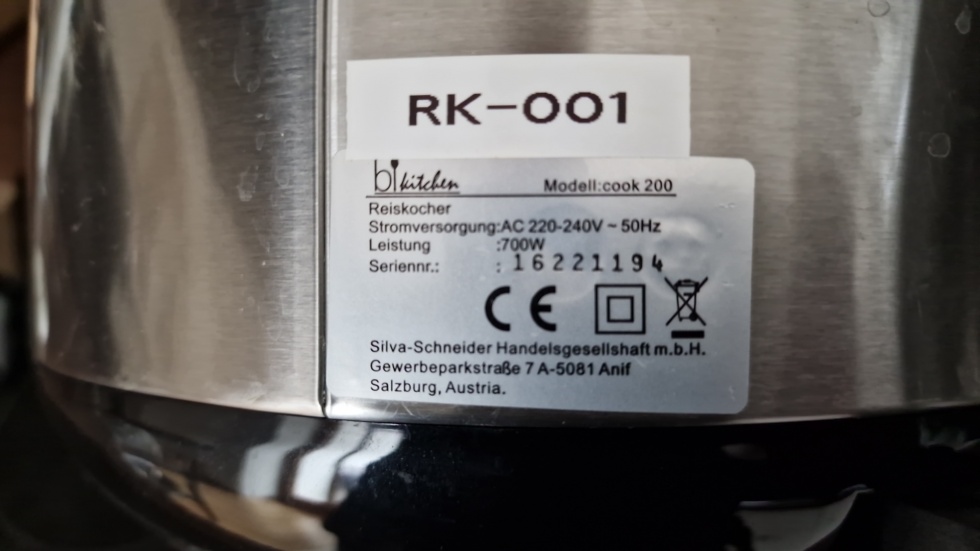 RK-001
bi kitchen Modell:cook 200
Reiskocher
Stromversorgung:AC 220-240V ~ 50Hz
Leistung :700W
Seriennr.: : 16221194
CE
Silva-Schneider Handelsgesellshaft m.b.H.
Gewerbeparkstraße 7 A-5081 Anif
Salzburg, Austria.